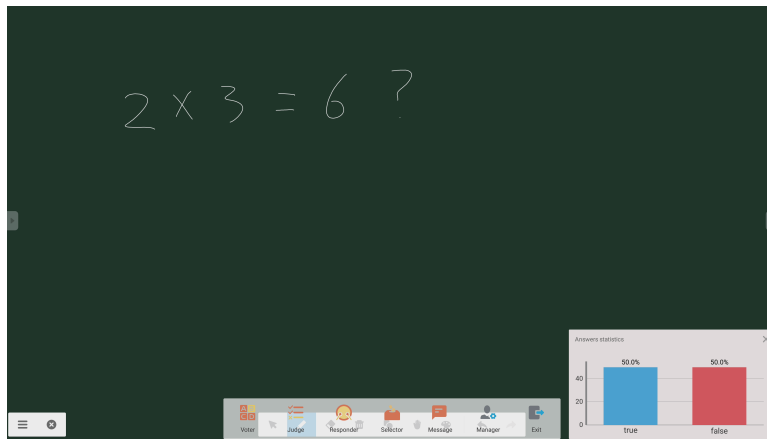 2 × 3 = 6 ?
Answers statistics
50.0% 50.0%
40
20
0
true false
A B
C D
Voter Judge Responder Selector Message Manager Exit